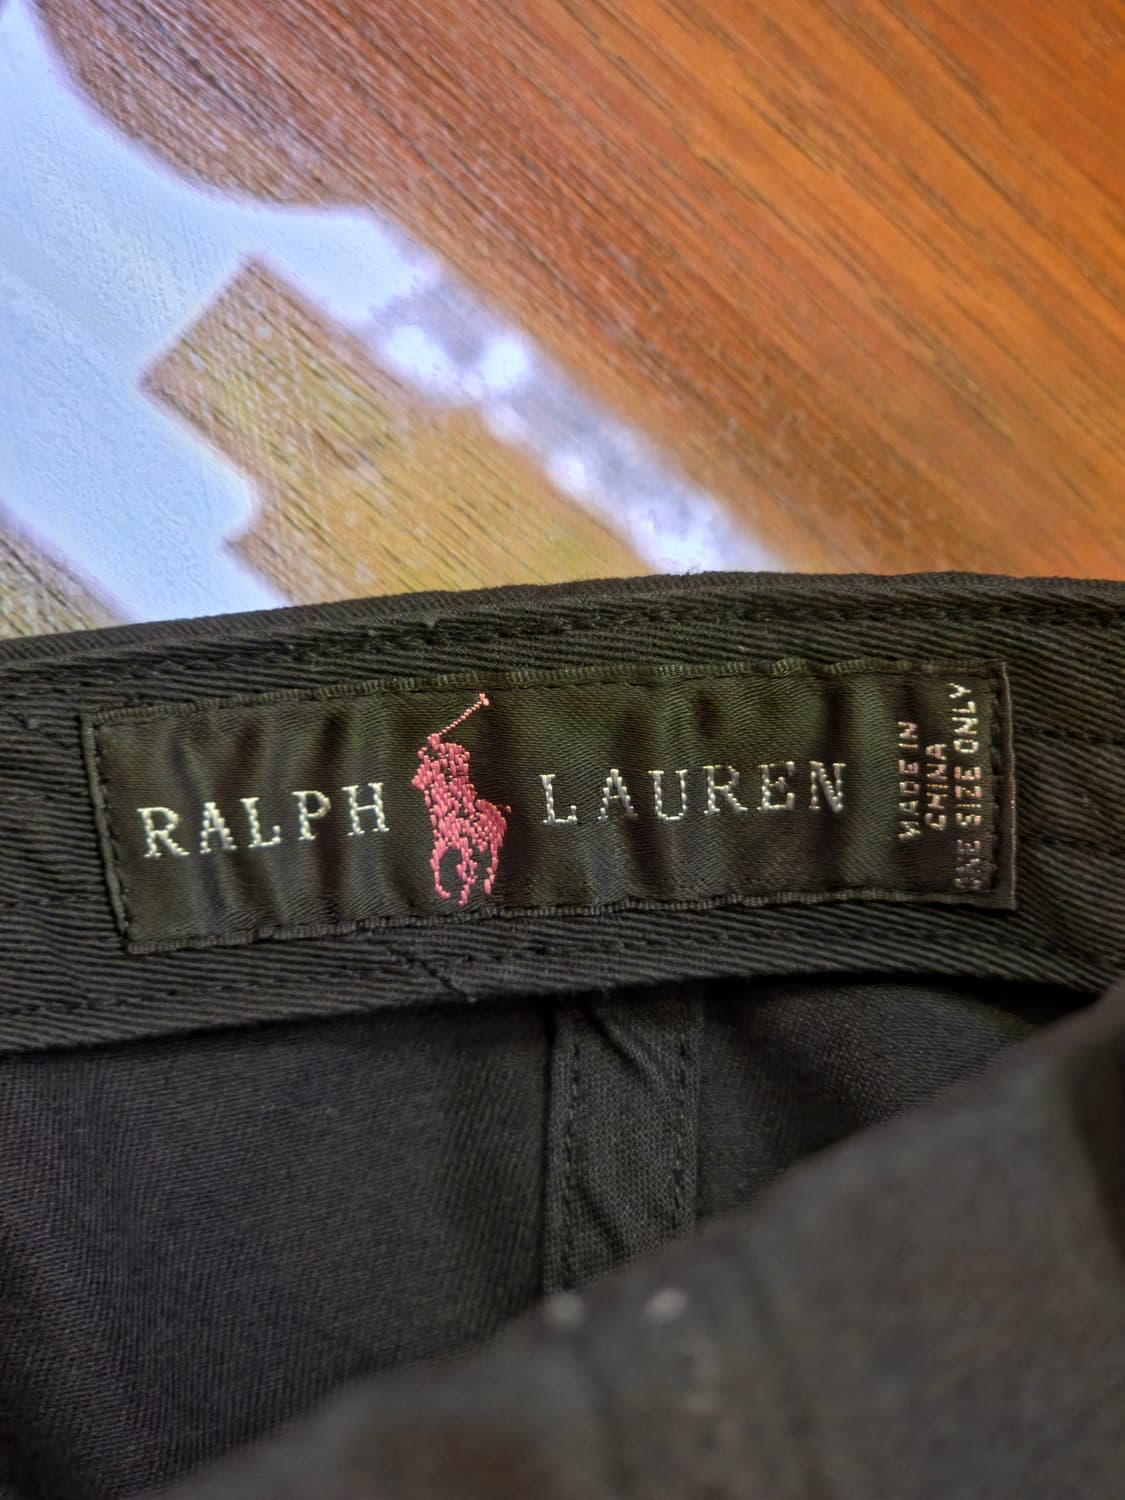 RALPH LAUREN
MADE IN
CHINA
ONE SIZE ONLY